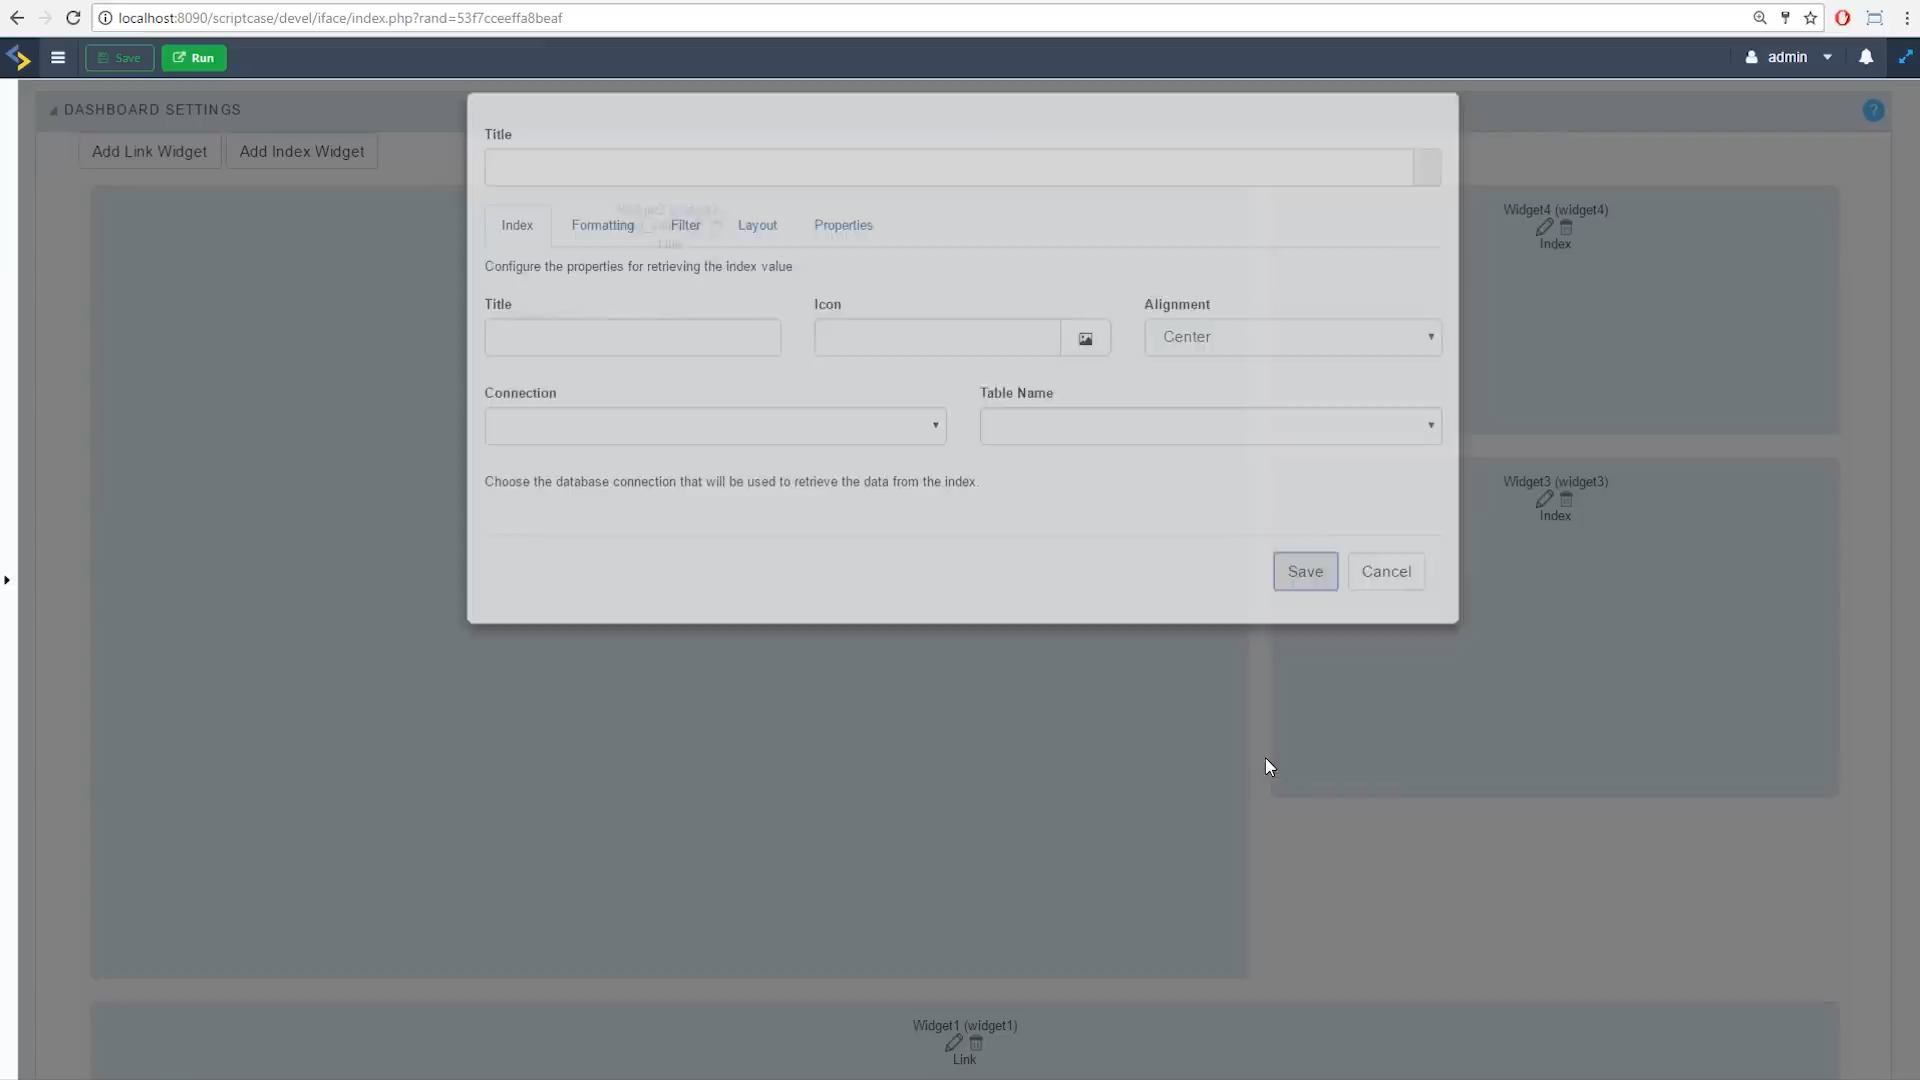 localhost:8090/scriptcase/devel/iface/index.php?rand=53f7cceeffa8beaf
Save
Run
admin
DASHBOARD SETTINGS
?
Add Link Widget
Add Index Widget
Title
Index
Formatting
Filter
Layout
Properties
Configure the properties for retrieving the index value
Title
Icon
Alignment
Center
Connection
Table Name
Choose the database connection that will be used to retrieve the data from the index.
Save
Cancel
Widget4 (widget4)
Index
Widget3 (widget3)
Index
Widget1 (widget1)
Link